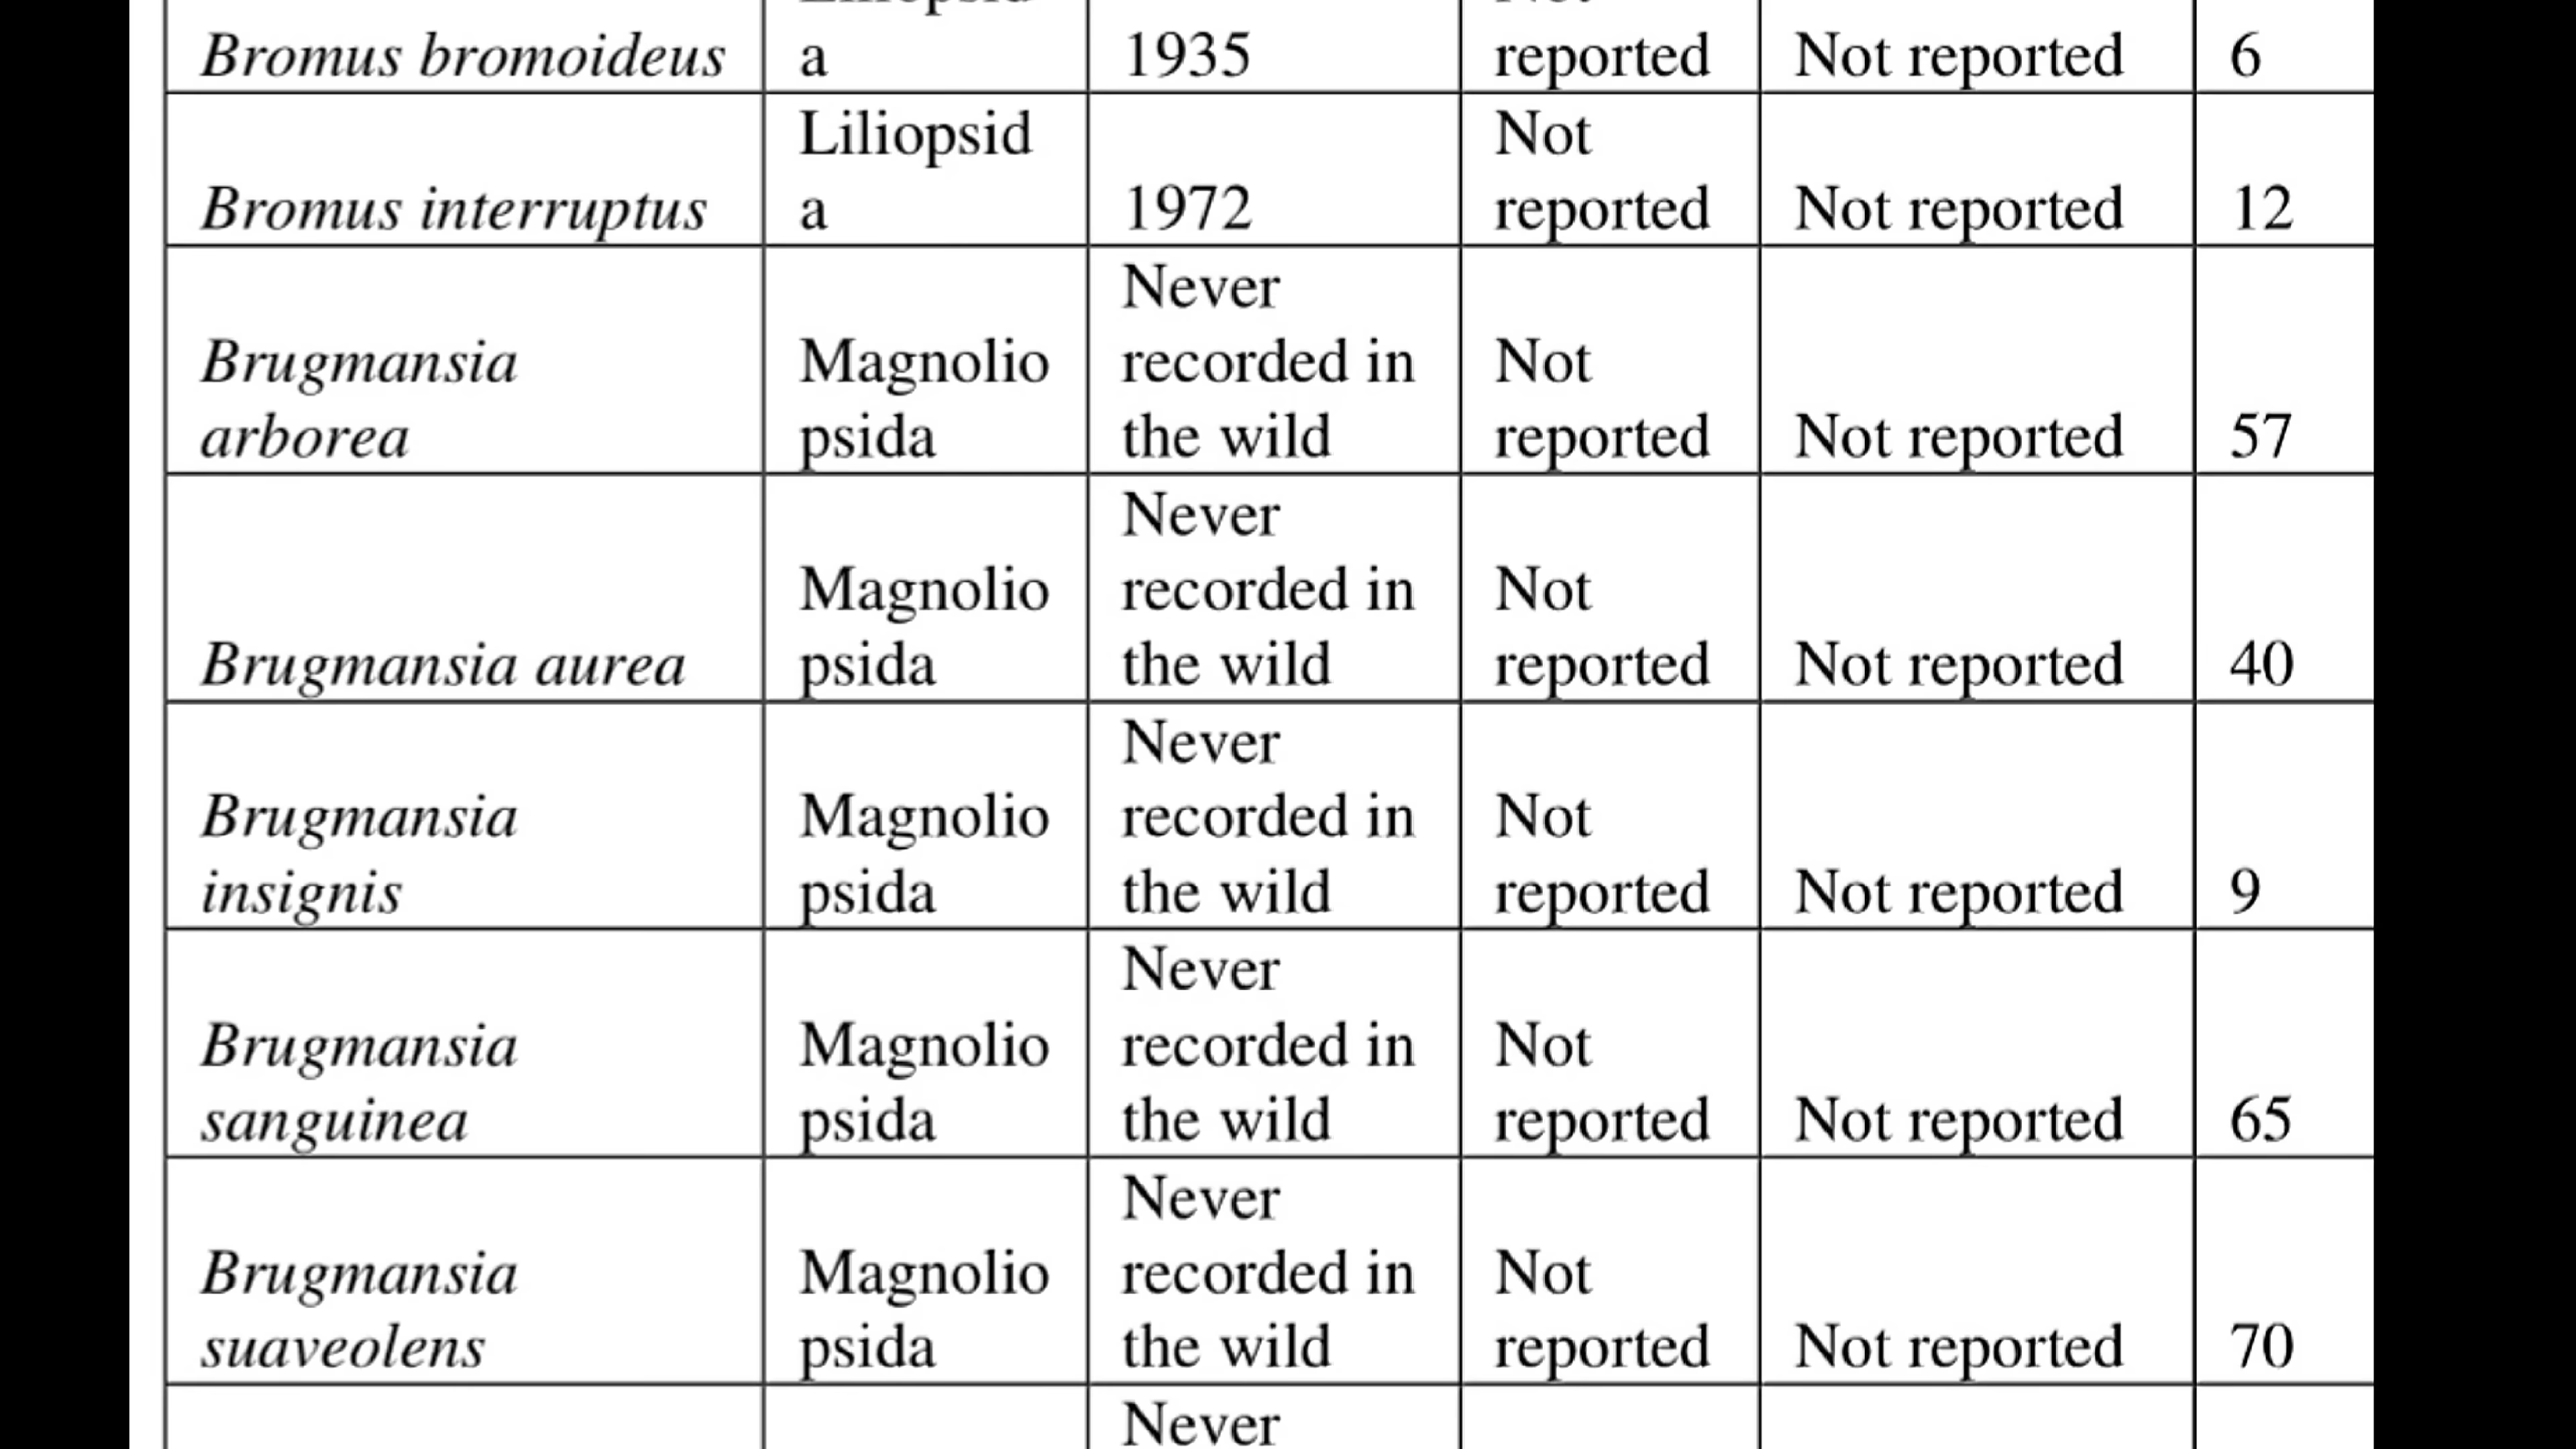 Bromus bromoideus a 1935 reported Not reported 6
Liliopsid Not
Bromus interruptus a 1972 reported Not reported 12
Never
Brugmansia Magnolio recorded in Not
arborea psida the wild reported Not reported 57
Never
Magnolio recorded in Not
Brugmansia aurea psida the wild reported Not reported 40
Never
Brugmansia Magnolio recorded in Not
insignis psida the wild reported Not reported 9
Never
Brugmansia Magnolio recorded in Not
sanguinea psida the wild reported Not reported 65
Never
Brugmansia Magnolio recorded in Not
suaveolens psida the wild reported Not reported 70
Never